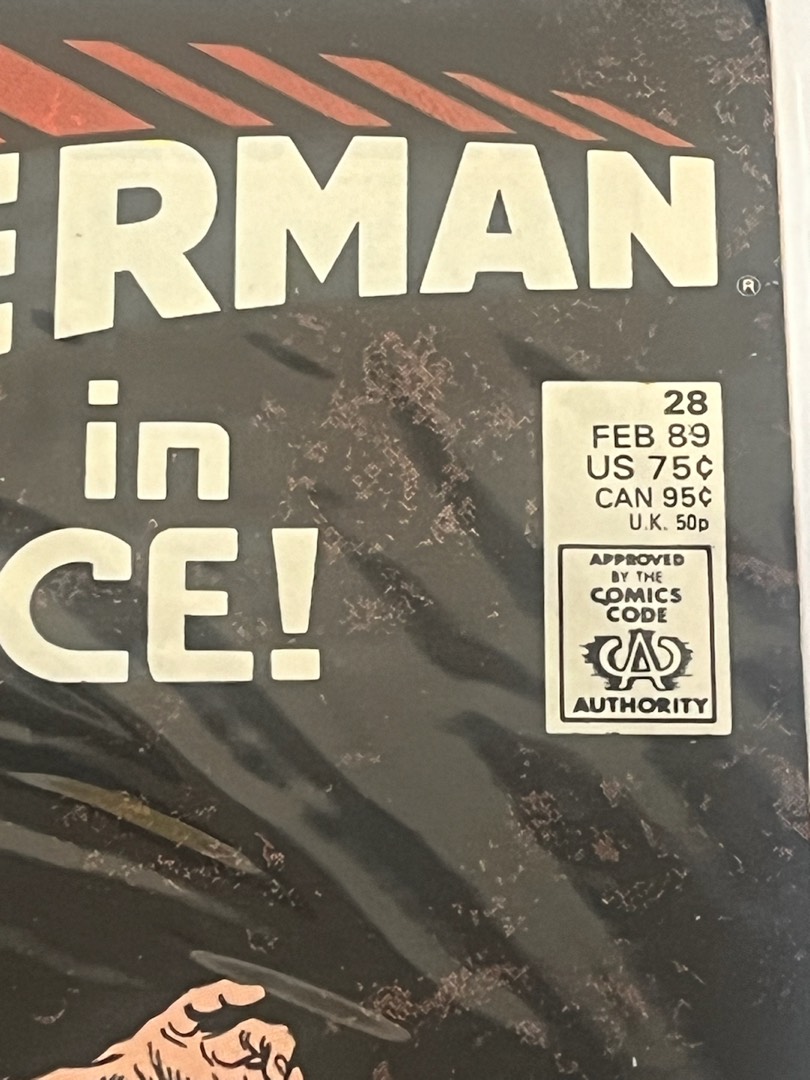 ERMAN
®
in
CE!
28
FEB 89
US 75¢
CAN 95¢
U.K. 50p
APPROVED
BY THE
COMICS
CODE
CA
AUTHORITY